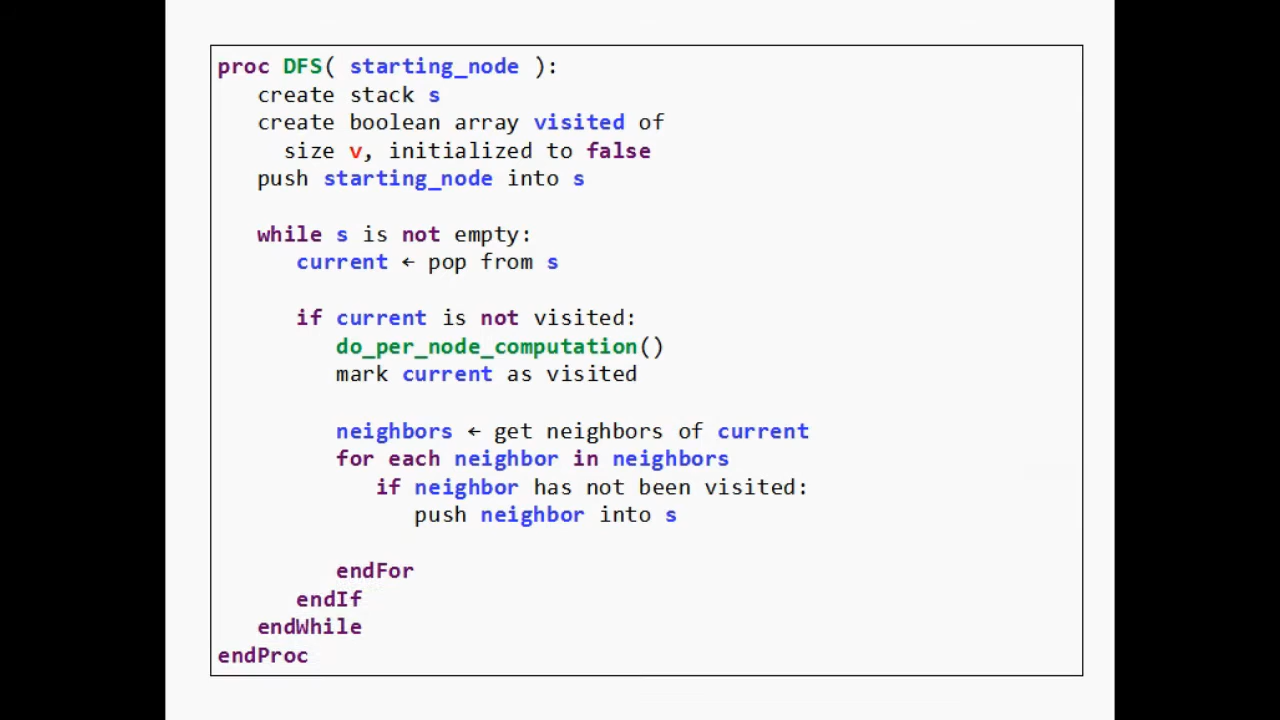 proc DFS( starting_node ):
create stack s
create boolean array visited of
size v, initialized to false
push starting_node into s
while s is not empty:
current ← pop from s
if current is not visited:
do_per_node_computation()
mark current as visited
neighbors ← get neighbors of current
for each neighbor in neighbors
if neighbor has not been visited:
push neighbor into s
endFor
endIf
endWhile
endProc